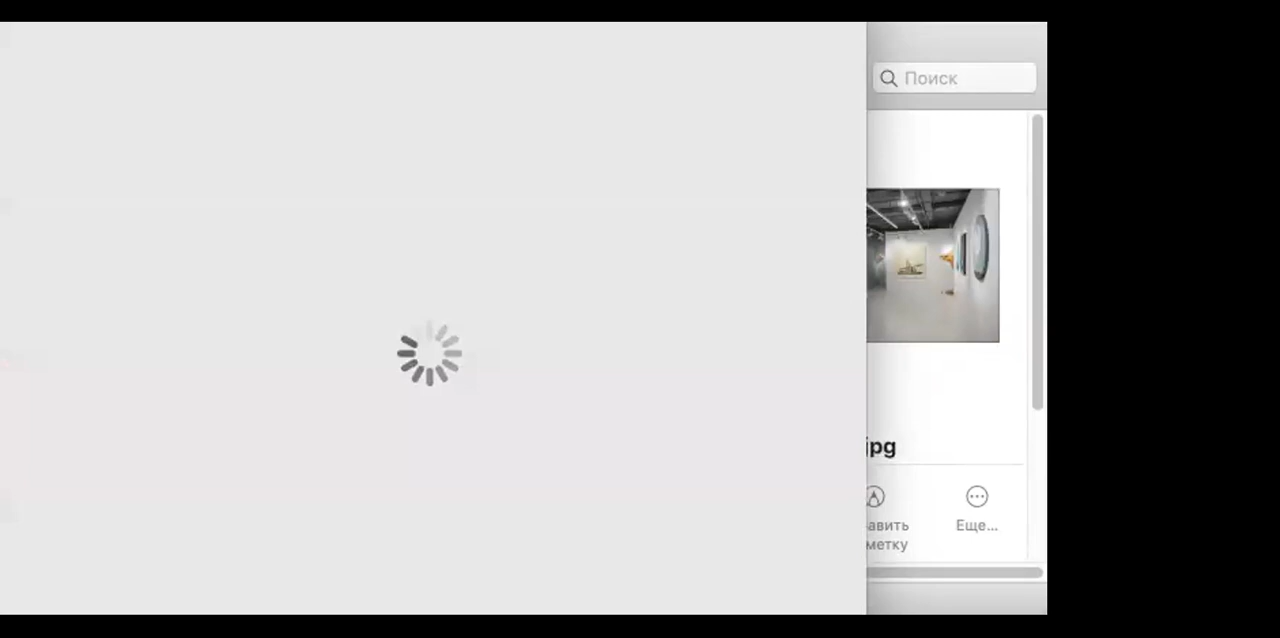 Поиск
jpg
авить
метку
Еще...